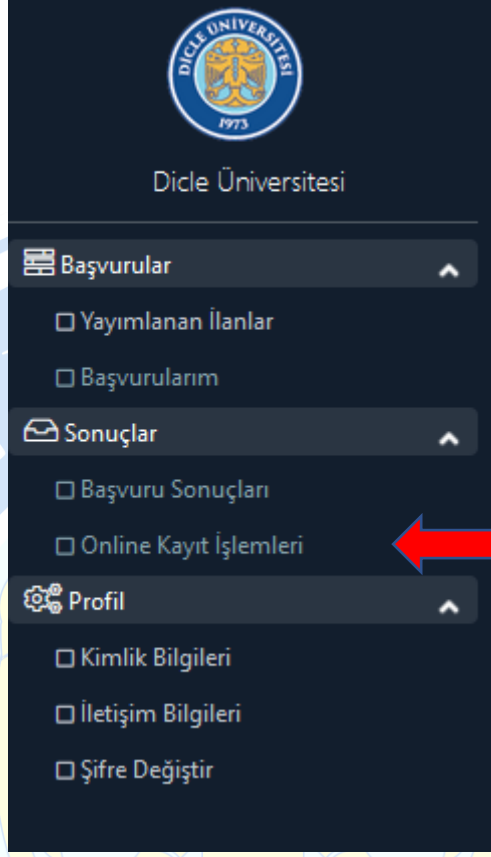 DİCLE ÜNİVERSİTESİ
1973
Dicle Üniversitesi
Başvurular
Yayımlanan İlanlar
Başvurularım
Sonuçlar
Başvuru Sonuçları
Online Kayıt İşlemleri
Profil
Kimlik Bilgileri
İletişim Bilgileri
Şifre Değiştir